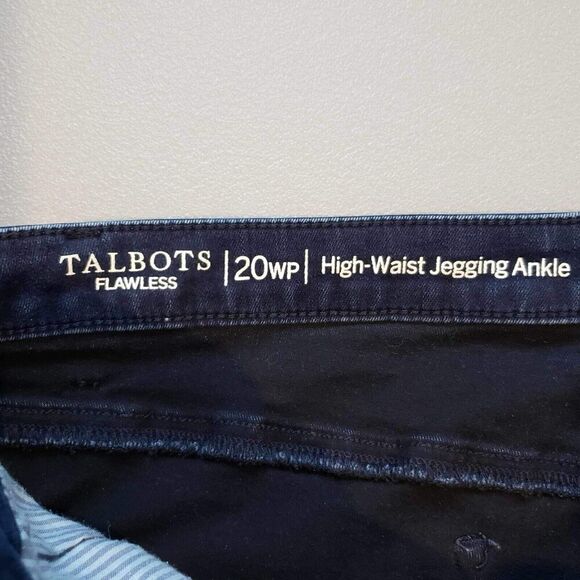 TALBOTS |20WP| High-Waist Jegging Ankle
FLAWLESS